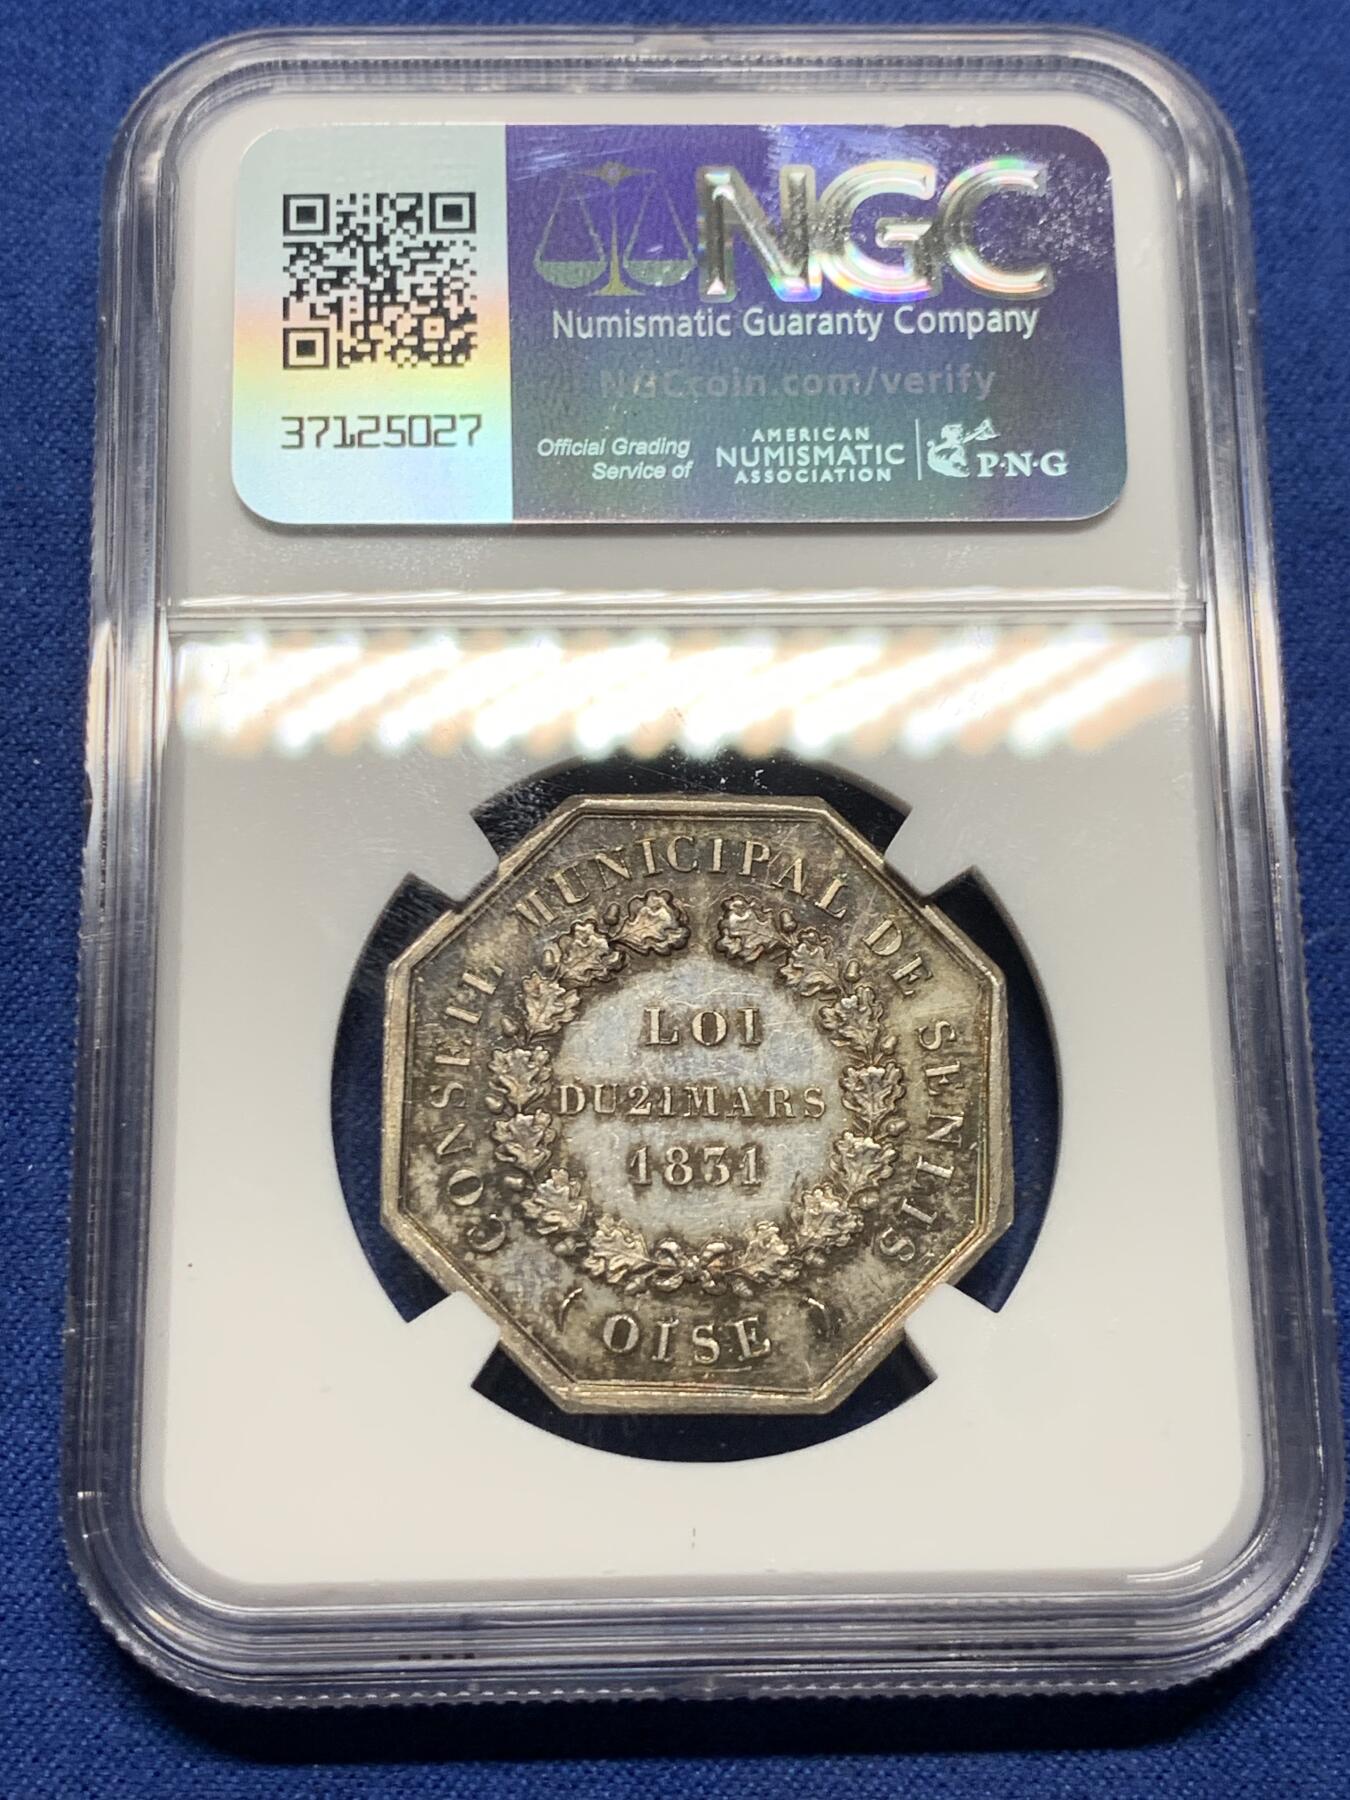 NGC
Numismatic Guaranty Company
NGCcoin.com/verify
37125027
Official Grading
Service of
AMERICAN
NUMISMATIC
ASSOCIATION
P·N·G
CONSEIL MUNICIPAL DE SENLIS
LOI
DU 21 MARS
1831
( OISE )